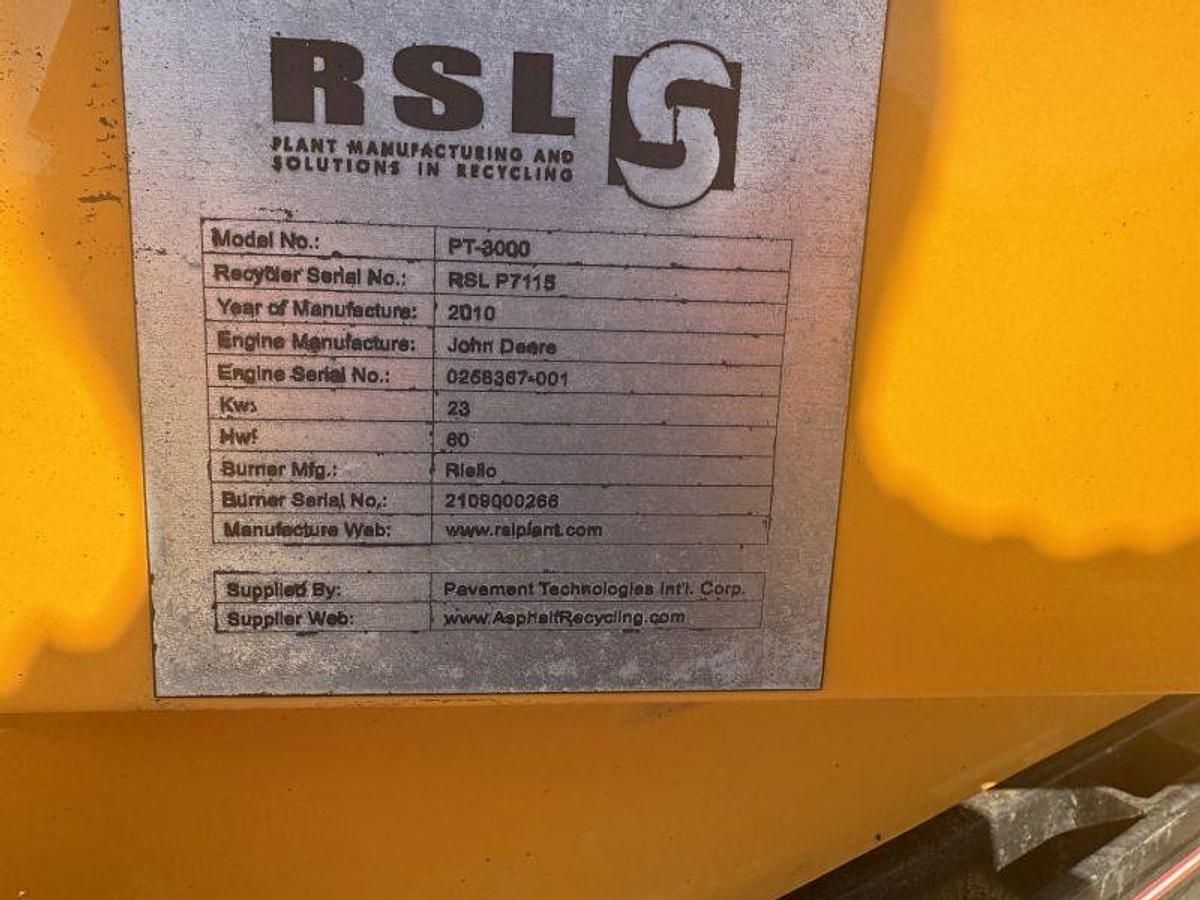 RSL
PLANT MANUFACTURING AND
SOLUTIONS IN RECYCLING
Model No.: PT-3000
Recycler Serial No.: RSL P7115
Year of Manufacture: 2010
Engine Manufacture: John Deere
Engine Serial No.: 0258367-001
Kws 23
60
Burner Mfg.: Riello
Burner Serial No.: 2109000266
Manufacture Web: www.rslplant.com
Supplied By: Pavement Technologies Int'l. Corp.
Supplier Web: www.AsphaltRecycling.com